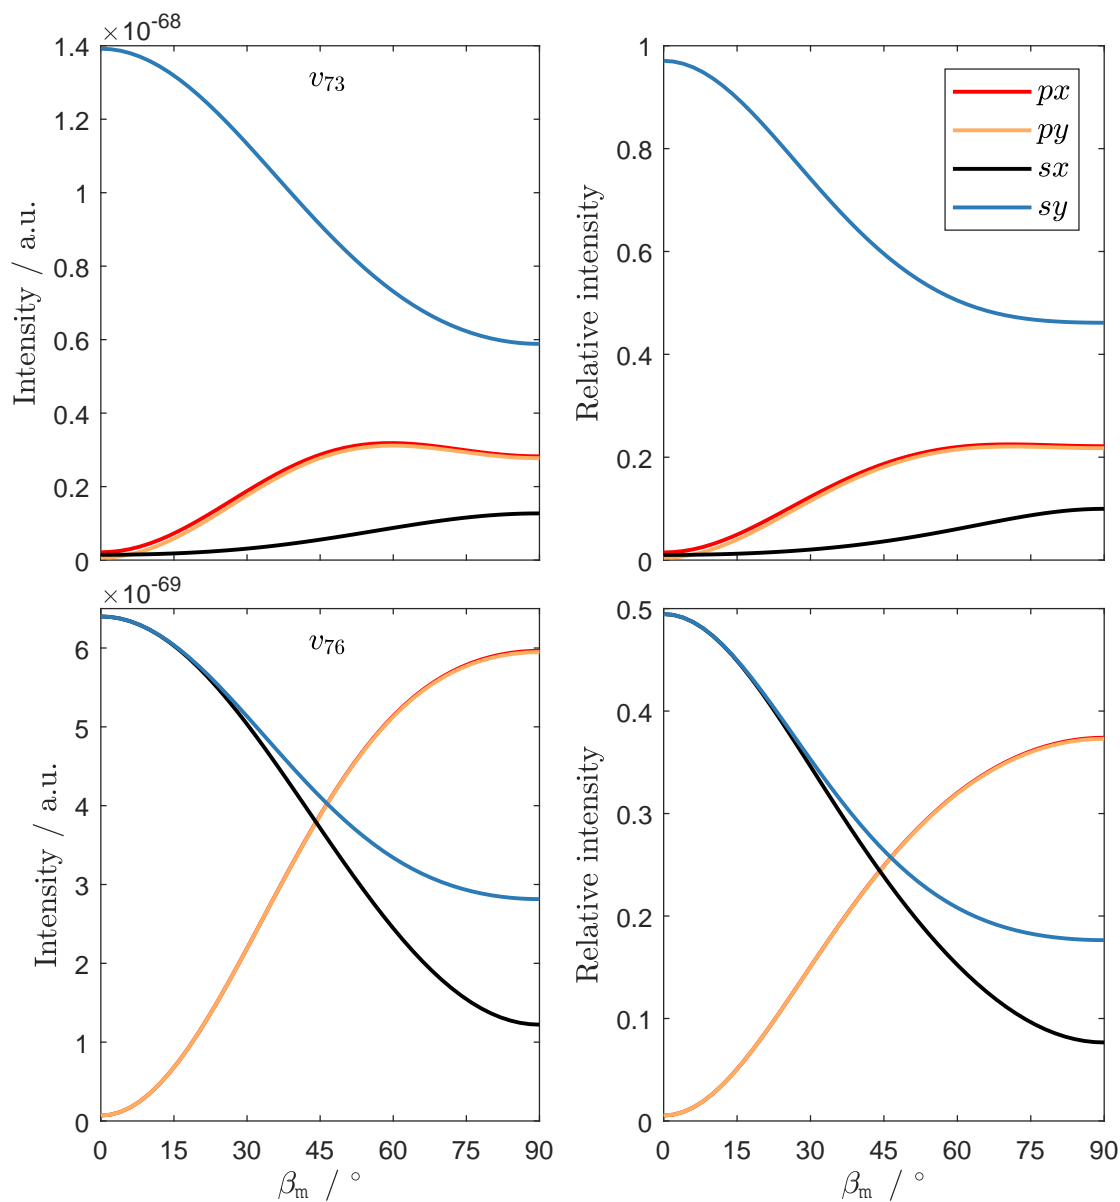 ×10⁻⁶⁸
1.4
1.2
1
0.8
0.6
0.4
0.2
0
Intensity / a.u.
v₇₃
1
0.8
0.6
0.4
0.2
0
Relative intensity
px
py
sx
sy
×10⁻⁶⁹
6
5
4
3
2
1
0
Intensity / a.u.
v₇₆
0 15 30 45 60 75 90
βₘ / °
0.5
0.4
0.3
0.2
0.1
0
Relative intensity
0 15 30 45 60 75 90
βₘ / °